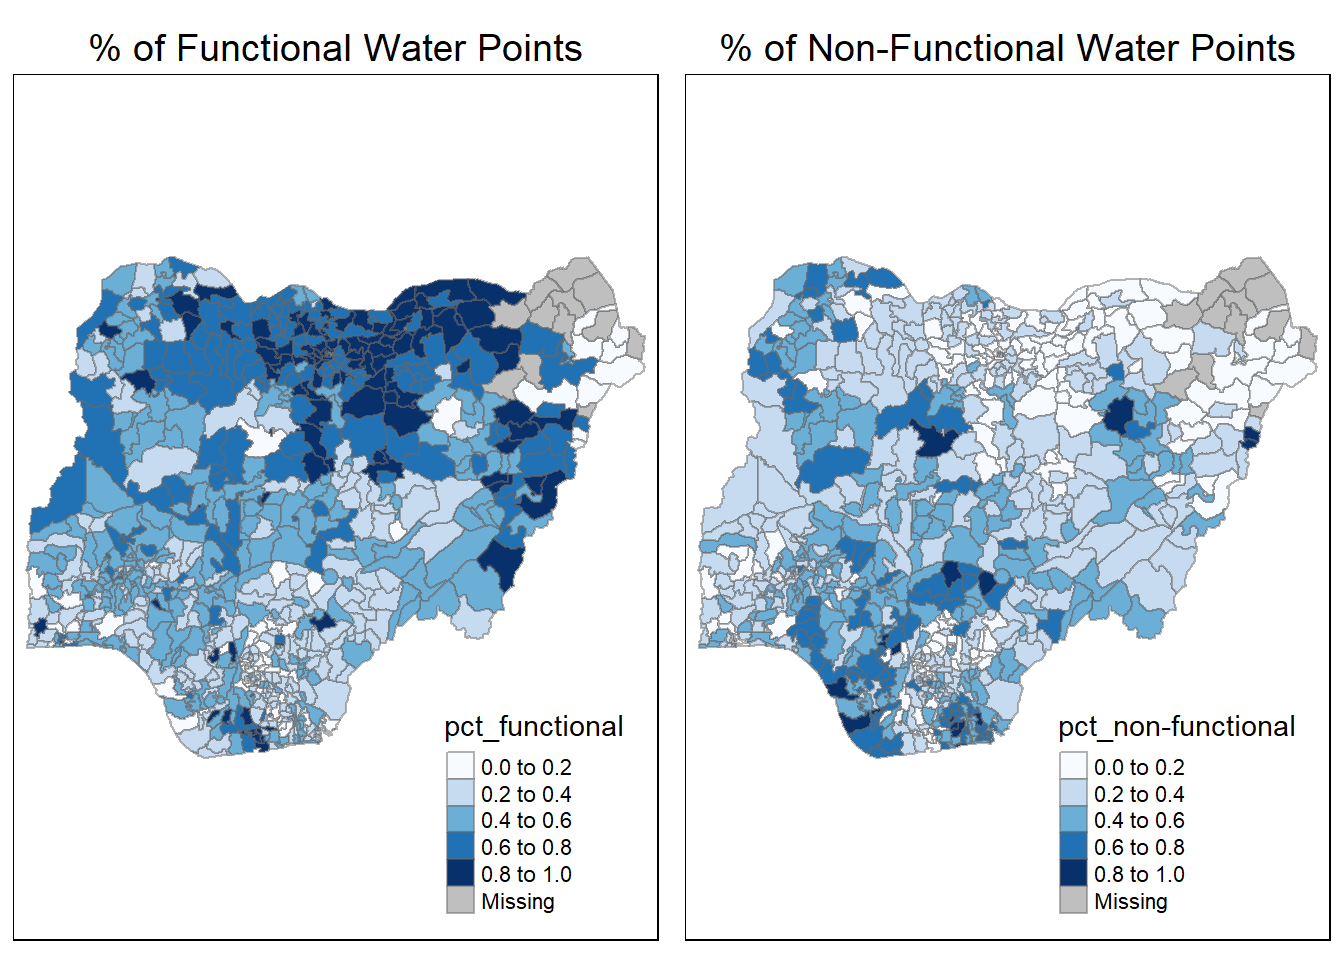 % of Functional Water Points
% of Non-Functional Water Points
pct_functional
0.0 to 0.2
0.2 to 0.4
0.4 to 0.6
0.6 to 0.8
0.8 to 1.0
Missing
pct_non-functional
0.0 to 0.2
0.2 to 0.4
0.4 to 0.6
0.6 to 0.8
0.8 to 1.0
Missing